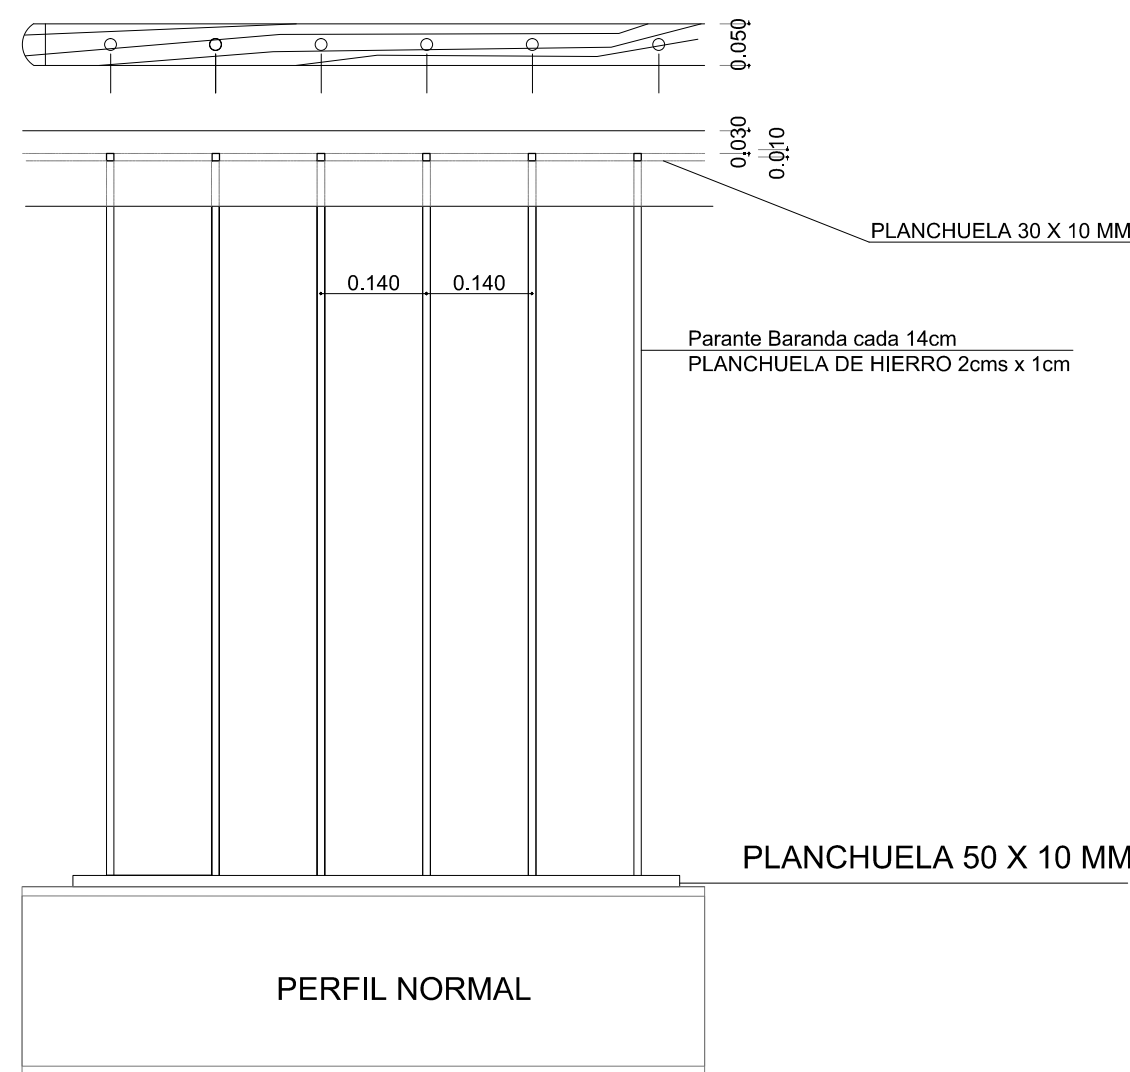 0.050
0.030
0.010
PLANCHUELA 30 X 10 MM
0.140
0.140
Parante Baranda cada 14cm
PLANCHUELA DE HIERRO 2cms x 1cm
PLANCHUELA 50 X 10 MM
PERFIL NORMAL